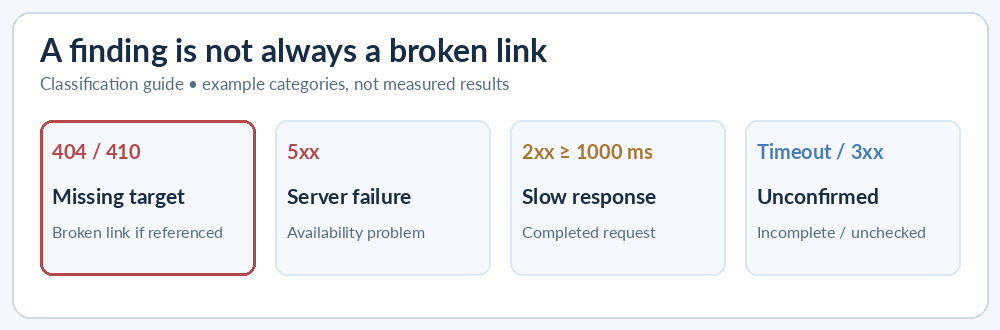 A finding is not always a broken link
Classification guide • example categories, not measured results
404 / 410
Missing target
Broken link if referenced
5xx
Server failure
Availability problem
2xx ≥ 1000 ms
Slow response
Completed request
Timeout / 3xx
Unconfirmed
Incomplete / unchecked